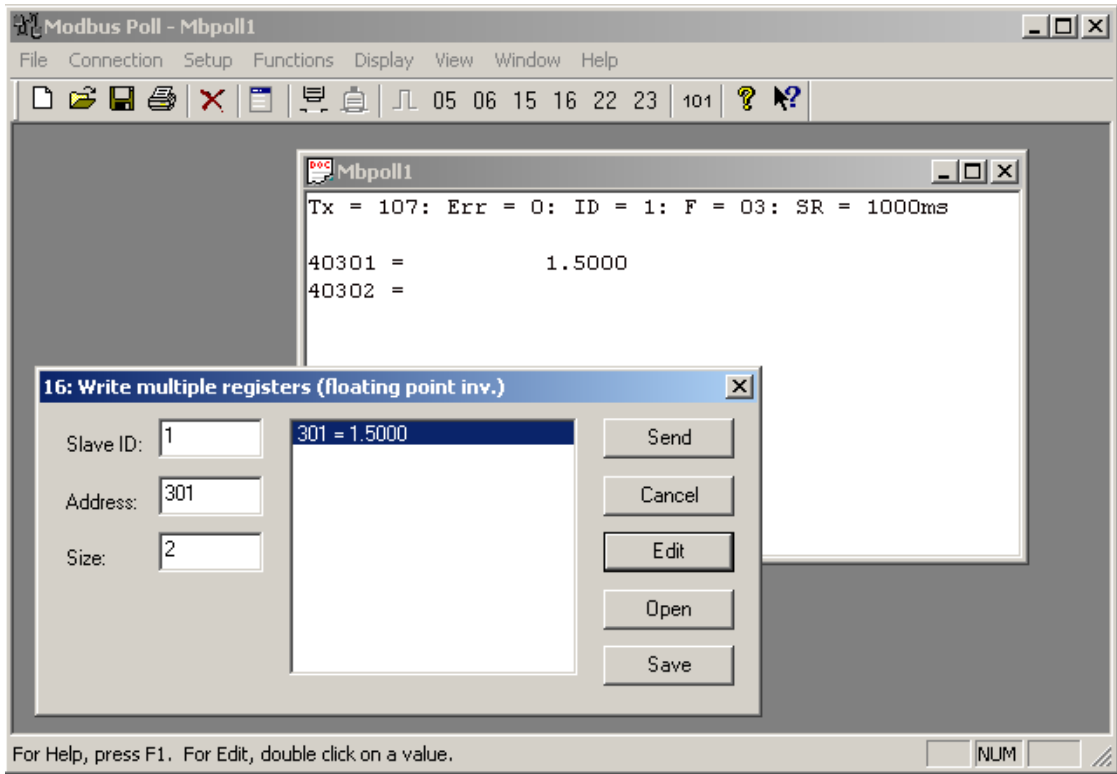 Modbus Poll - Mbpoll1
File Connection Setup Functions Display View Window Help
05 06 15 16 22 23 101
DOC Mbpoll1
Tx = 107: Err = 0: ID = 1: F = 03: SR = 1000ms
40301 = 1.5000
40302 =
16: Write multiple registers (floating point inv.)
Slave ID: 1
Address: 301
Size: 2
301 = 1.5000
Send
Cancel
Edit
Open
Save
For Help, press F1. For Edit, double click on a value.
NUM